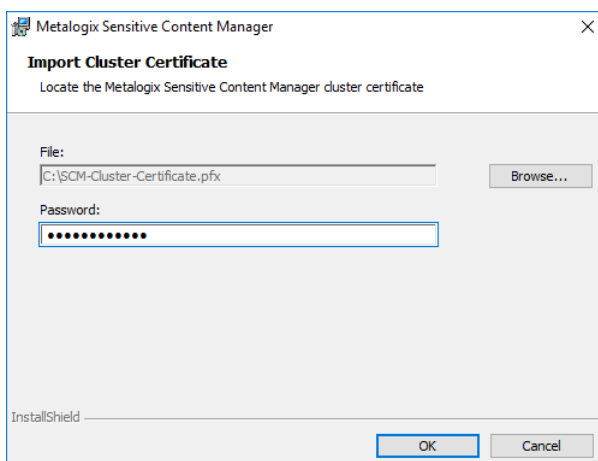 Metalogix Sensitive Content Manager
Import Cluster Certificate
Locate the Metalogix Sensitive Content Manager cluster certificate
File:
C:\SCM-Cluster-Certificate.pfx
Browse...
Password:
●●●●●●●●●●●●
InstallShield
OK
Cancel